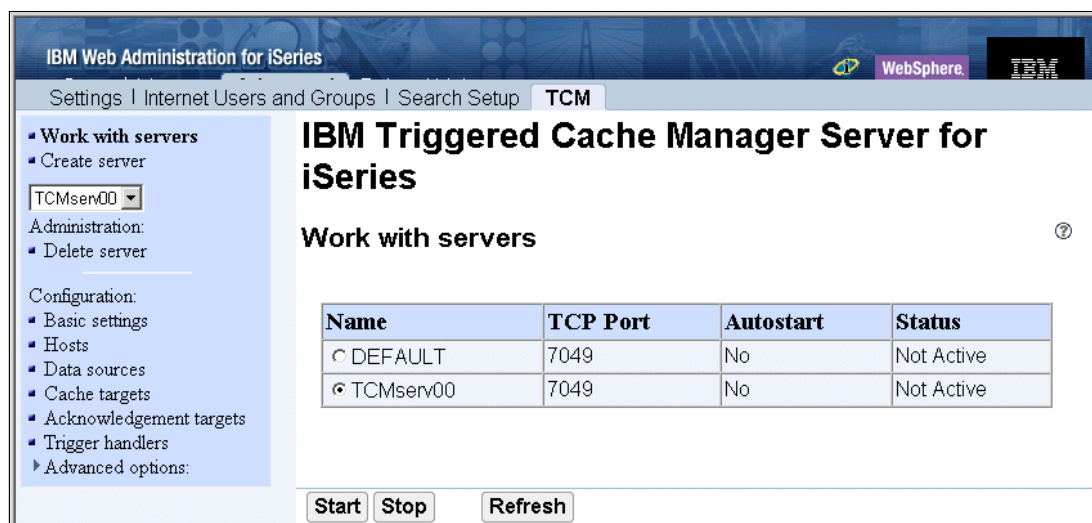 IBM Web Administration for iSeries
WebSphere.
IBM
Settings | Internet Users and Groups | Search Setup TCM
Work with servers
Create server
TCMserv00
Administration:
Delete server
Configuration:
Basic settings
Hosts
Data sources
Cache targets
Acknowledgement targets
Trigger handlers
Advanced options:
IBM Triggered Cache Manager Server for
iSeries
Work with servers
?
Name TCP Port Autostart Status
DEFAULT 7049 No Not Active
TCMserv00 7049 No Not Active
Start Stop Refresh